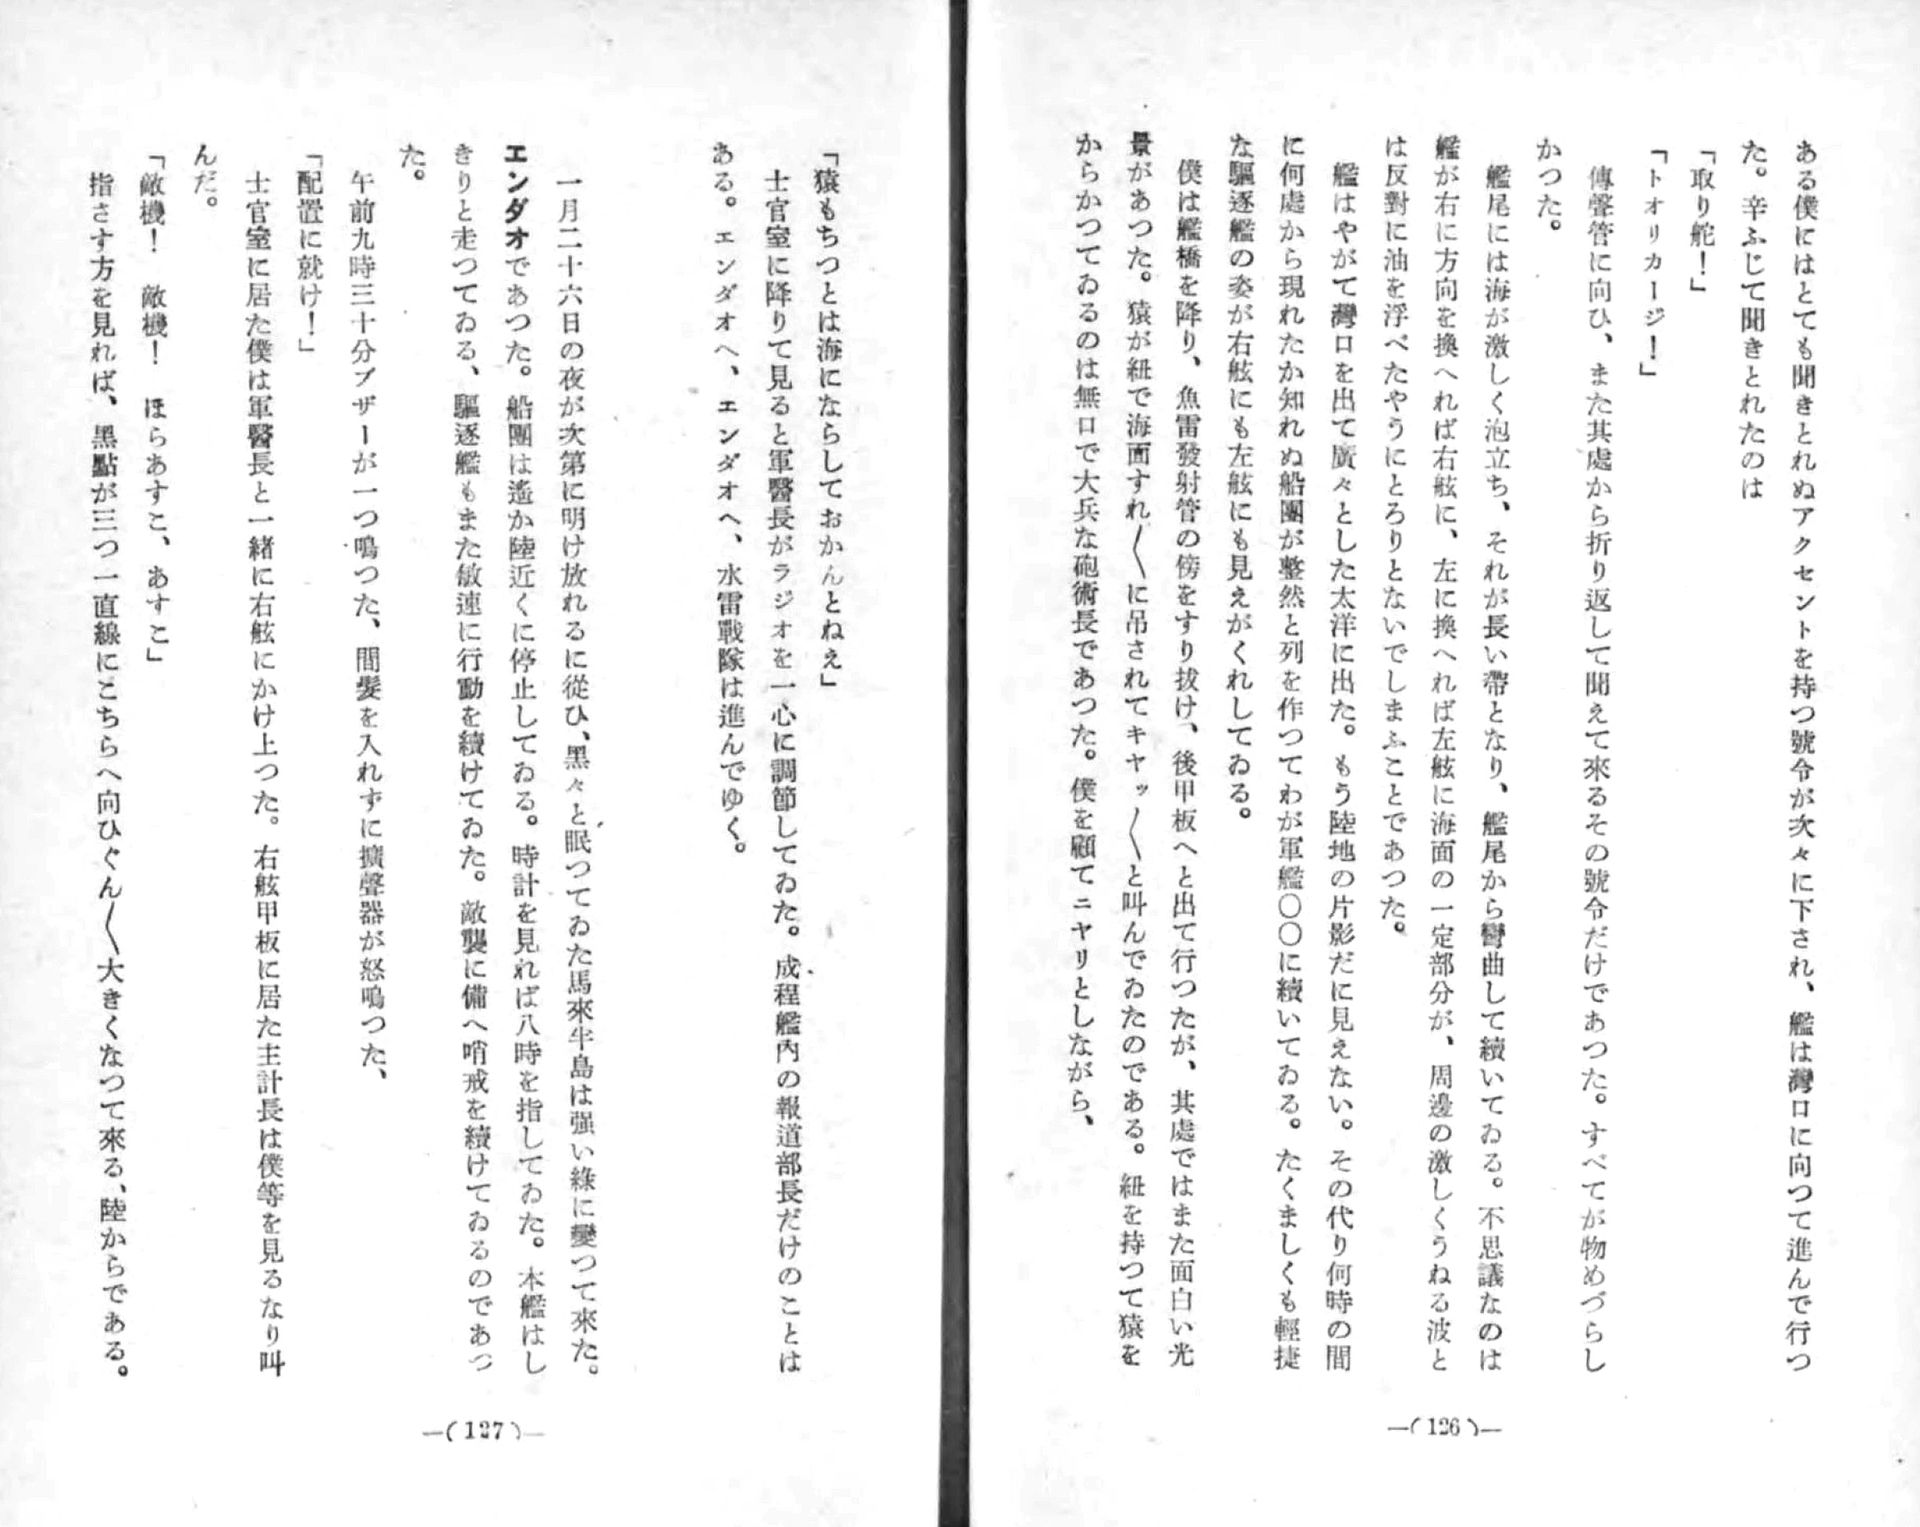 ある僕にはとても聞きとれぬアクセントを持つ號令が次々に下され、艦は灣口に向つて進んで行つ
た。辛ふじて聞きとれたのは
「取り舵！」
「トオリカージ！」
傳聲管に向ひ、また其處から折り返して聞えて來るその號令だけであつた。すべてが物めづらし
かつた。
艦尾には海が激しく泡立ち、それが長い帶となり、艦尾から彎曲して續いてゐる。不思議なのは
艦が右に方向を換へれば右舷に、左に換へれば左舷に海面の一定部分が、周邊の激しくうねる波と
は反對に油を浮べたやうにとろりとないでしまふことであつた。
艦はやがて灣口を出て廣々とした太洋に出た。もう陸地の片影だに見えない。その代り何時の間
に何處から現れたか知れぬ船團が整然と列を作つてわが軍艦〇〇に續いてゐる。たくましくも輕捷
な驅逐艦の姿が右舷にも左舷にも見えがくれしてゐる。
僕は艦橋を降り、魚雷發射管の傍をすり拔け、後甲板へと出て行つたが、其處ではまた面白い光
景があつた。猿が紐で海面すれ〳〵に吊されてキヤッ〳〵と叫んでゐたのである。紐を持つて猿を
からかつてゐるのは無口で大兵な砲術長であつた。僕を顧てニヤリとしながら、
―(126)―
「猿もちつとは海にならしておかんとねぇ」
士官室に降りて見ると軍醫長がラジオを一心に調節してゐた。成程艦內の報道部長だけのことは
ある。エンダオへ、エンダオへ、水雷戰隊は進んでゆく。
一月二十六日の夜が次第に明け放れるに從ひ、黑々と眠つてゐた馬來半島は强い綠に變つて來た。
エンダオであつた。船團は遙か陸近くに停止してゐる。時計を見れば八時を指してゐた。本艦はし
きりと走つてゐる、驅逐艦もまた敏速に行動を續けてゐた。敵襲に備へ哨戒を續けてゐるのであつ
た。
午前九時三十分ブザーが一つ鳴つた、間髮を入れずに擴聲器が怒鳴つた、
「配置に就け！」
士官室に居た僕は軍醫長と一緒に右舷にかけ上つた。右舷甲板に居た主計長は僕等を見るなり叫
んだ。
「敵機！　敵機！　ほらあすこ、あすこ」
指さす方を見れば、黑點が三つ一直線にこちらへ向ひぐん〳〵大きくなつて來る、陸からである。
―(127)―